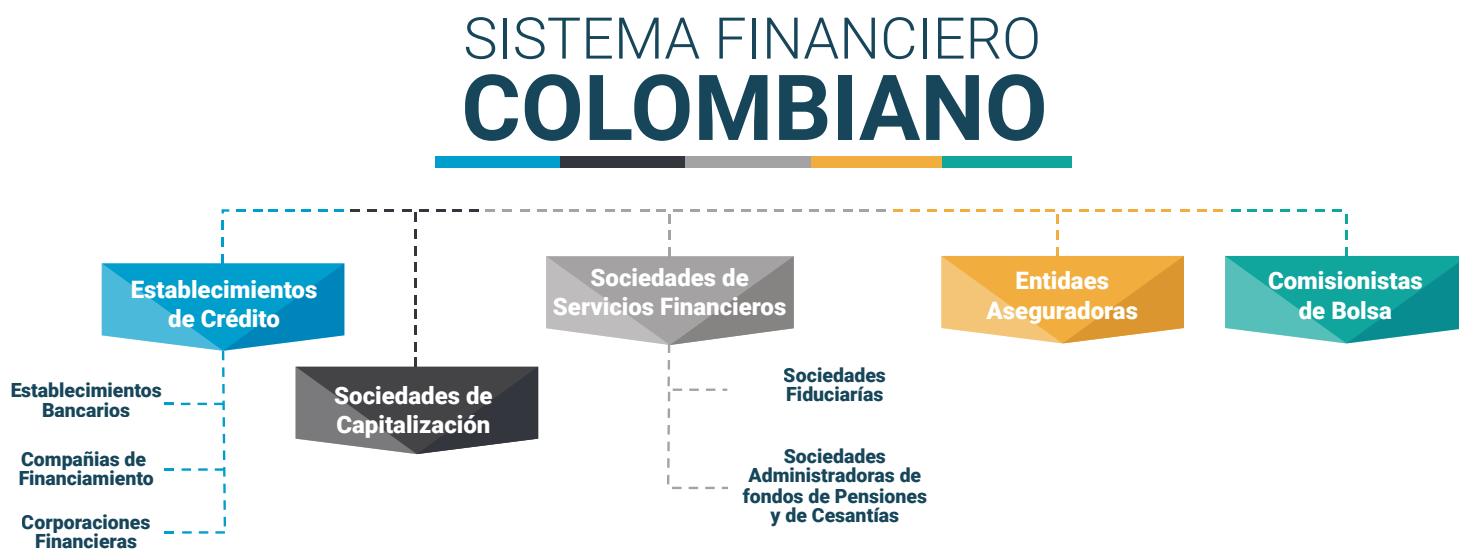 SISTEMA FINANCIERO
COLOMBIANO
Establecimientos
de Crédito
Establecimientos
Bancarios
Compañias de
Financiamiento
Corporaciones
Financieras
Sociedades de
Capitalización
Sociedades de
Servicios Financieros
Sociedades
Fiduciarías
Sociedades
Administradoras de
fondos de Pensiones
y de Cesantías
Entidaes
Aseguradoras
Comisionistas
de Bolsa